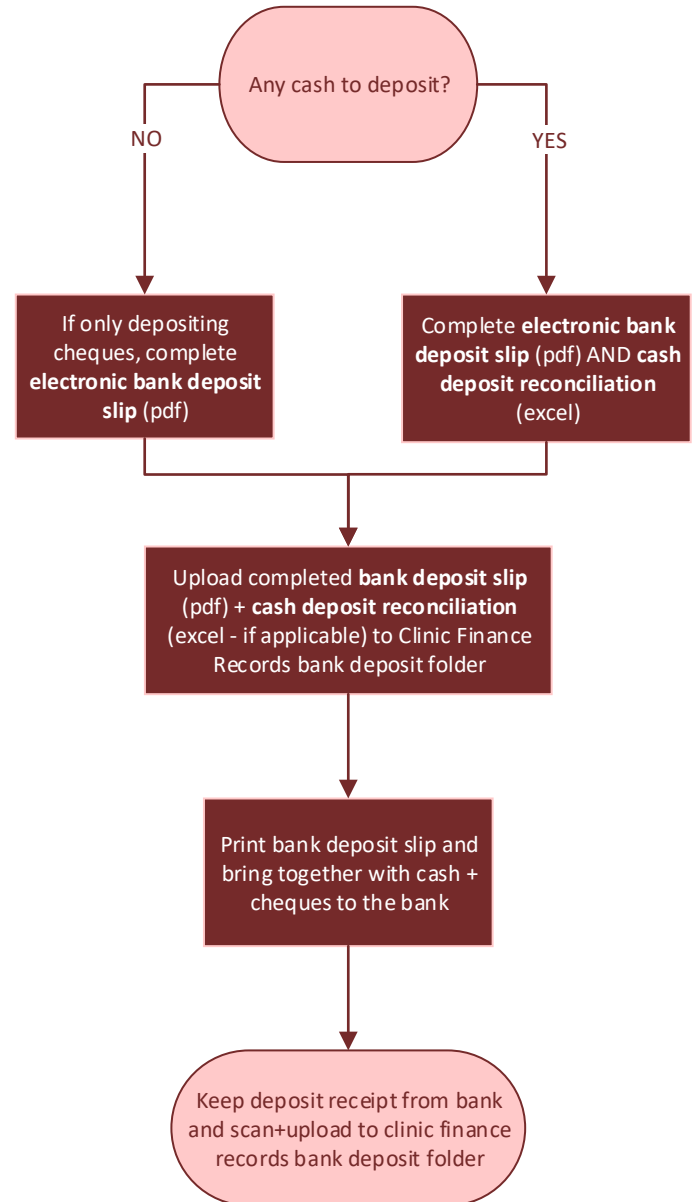 Any cash to deposit?
NO
YES
If only depositing
cheques, complete
electronic bank deposit
slip (pdf)
Complete electronic bank
deposit slip (pdf) AND cash
deposit reconciliation
(excel)
Upload completed bank deposit slip
(pdf) + cash deposit reconciliation
(excel - if applicable) to Clinic Finance
Records bank deposit folder
Print bank deposit slip and
bring together with cash +
cheques to the bank
Keep deposit receipt from bank
and scan+upload to clinic finance
records bank deposit folder